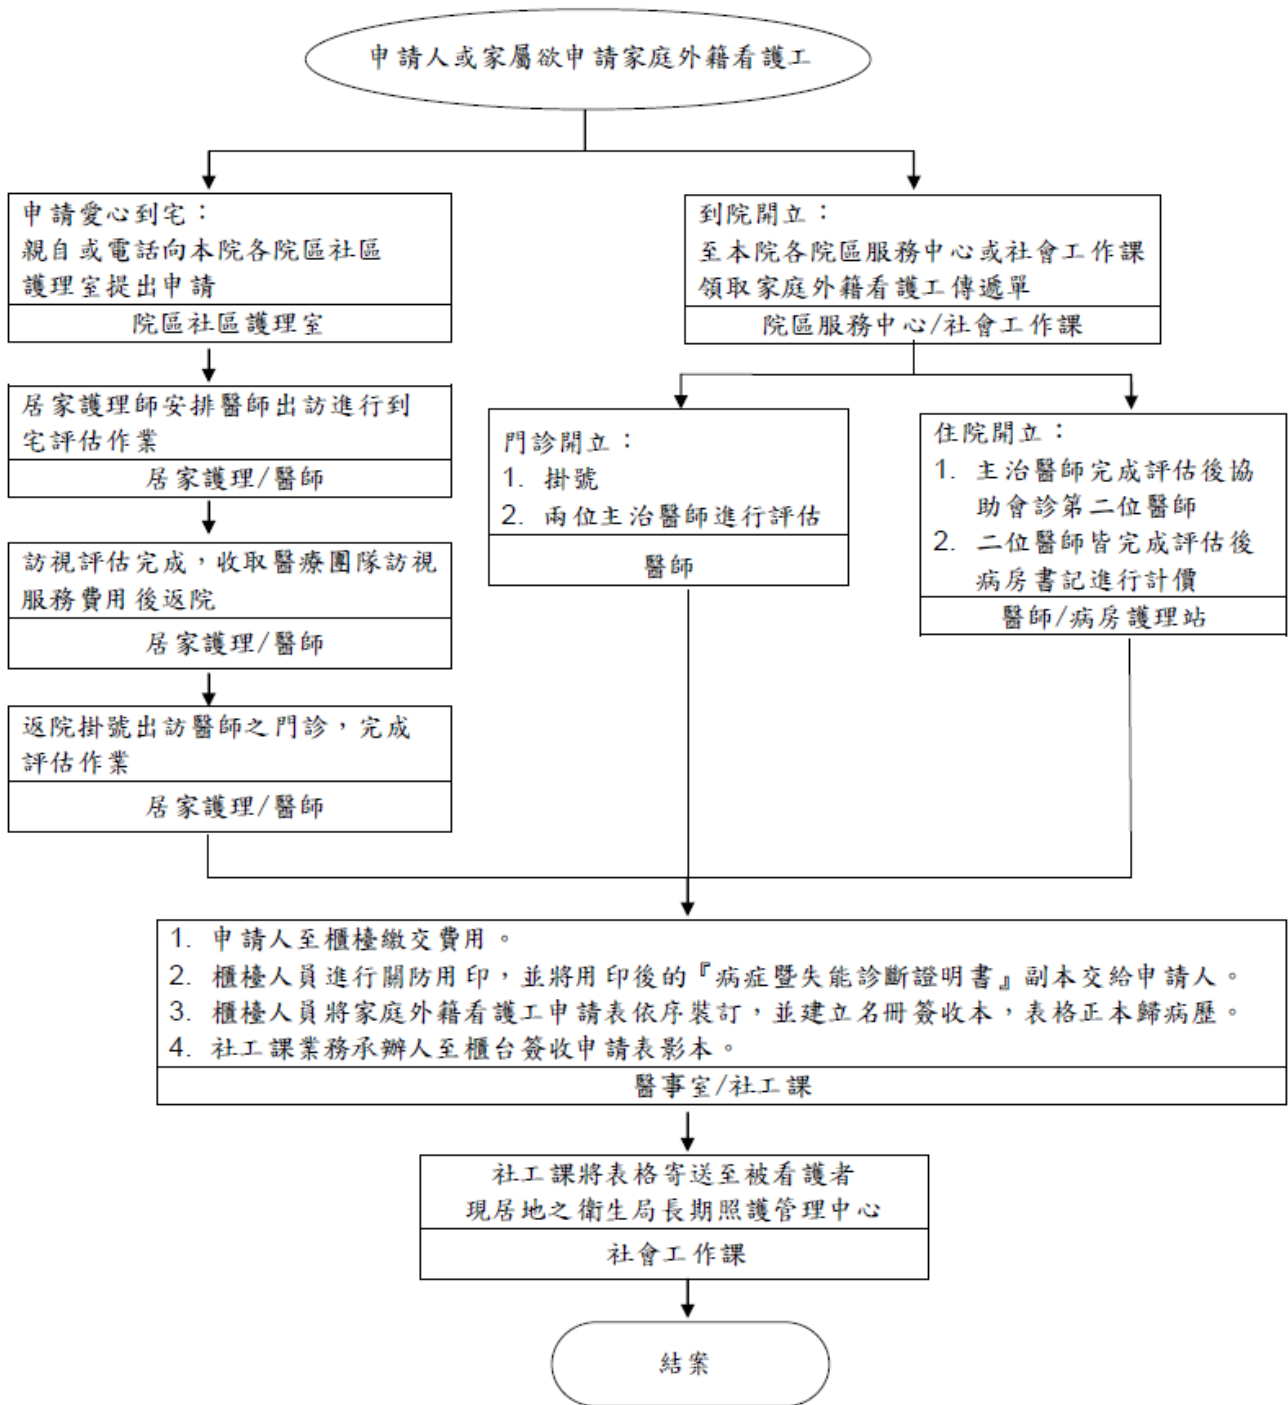 申請人或家屬欲申請家庭外籍看護工
申請愛心到宅：
親自或電話向本院各院區社區
護理室提出申請
院區社區護理室
居家護理師安排醫師出訪進行到
宅評估作業
居家護理/醫師
訪視評估完成，收取醫療團隊訪視
服務費用後返院
居家護理/醫師
返院掛號出訪醫師之門診，完成
評估作業
居家護理/醫師
到院開立：
至本院各院區服務中心或社會工作課
領取家庭外籍看護工傳遞單
院區服務中心/社會工作課
門診開立：
1. 掛號
2. 兩位主治醫師進行評估
醫師
住院開立：
1. 主治醫師完成評估後協
助會診第二位醫師
2. 二位醫師皆完成評估後
病房書記進行計價
醫師/病房護理站
1. 申請人至櫃檯繳交費用。
2. 櫃檯人員進行關防用印，並將用印後的『病症暨失能診斷證明書』副本交給申請人。
3. 櫃檯人員將家庭外籍看護工申請表依序裝訂，並建立名冊簽收本，表格正本歸病歷。
4. 社工課業務承辦人至櫃台簽收申請表影本。
醫事室/社工課
社工課將表格寄送至被看護者
現居地之衛生局長期照護管理中心
社會工作課
結案